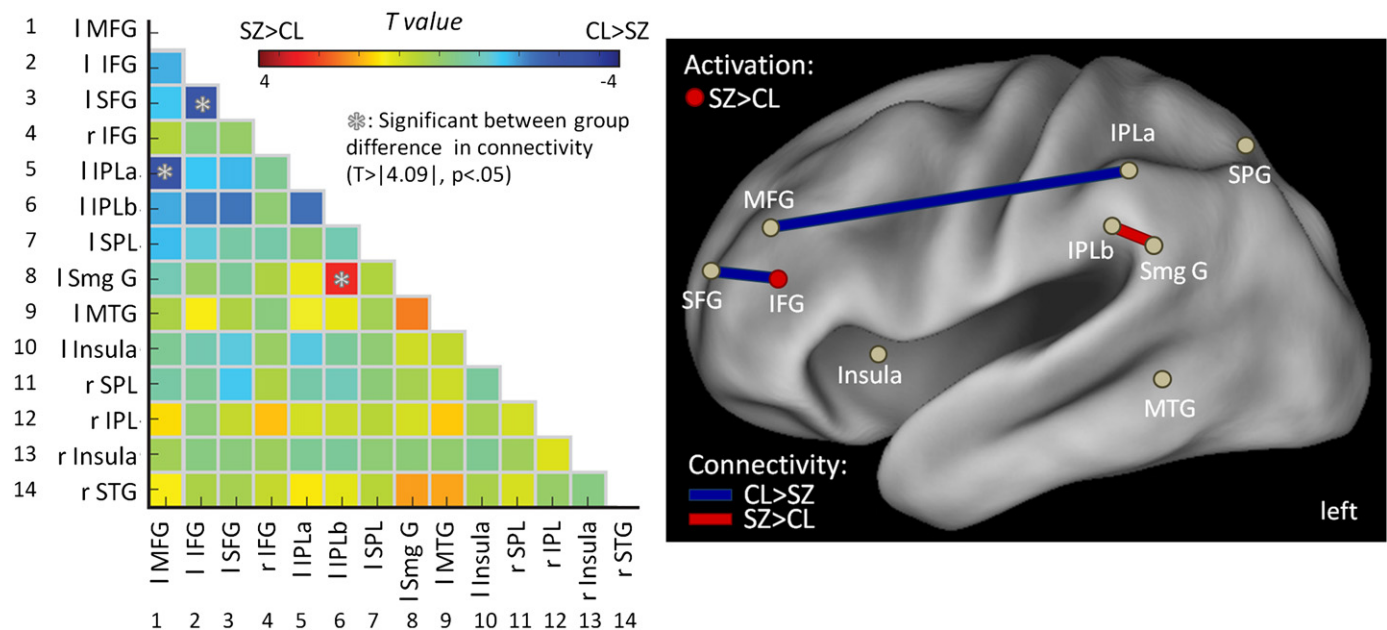 T value
SZ>CL
CL>SZ
4
-4
✼: Significant between group
difference in connectivity
(T>|4.09|, p<.05)
1 l MFG
2 l IFG
3 l SFG
4 r IFG
5 l IPLa
6 l IPLb
7 l SPL
8 l Smg G
9 l MTG
10 l Insula
11 r SPL
12 r IPL
13 r Insula
14 r STG
l MFG l IFG l SFG r IFG l IPLa l IPLb l SPL l Smg G l MTG l Insula r SPL r IPL r Insula r STG
1 2 3 4 5 6 7 8 9 10 11 12 13 14
Activation:
SZ>CL
IPLa
SPG
MFG
IPLb
Smg G
SFG
IFG
Insula
MTG
Connectivity:
CL>SZ
SZ>CL
left